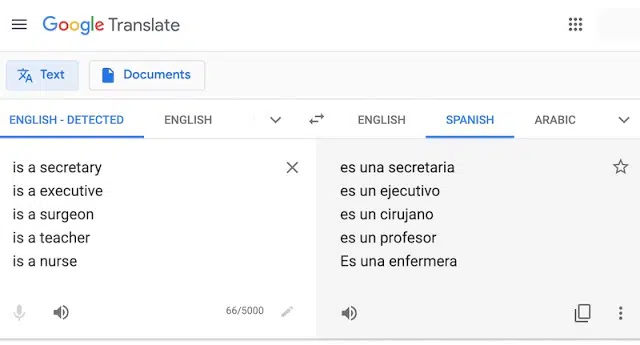 Google Translate
Text
Documents
ENGLISH - DETECTED
ENGLISH
ENGLISH
SPANISH
ARABIC
is a secretary
is a executive
is a surgeon
is a teacher
is a nurse
66/5000
es una secretaria
es un ejecutivo
es un cirujano
es un profesor
Es una enfermera